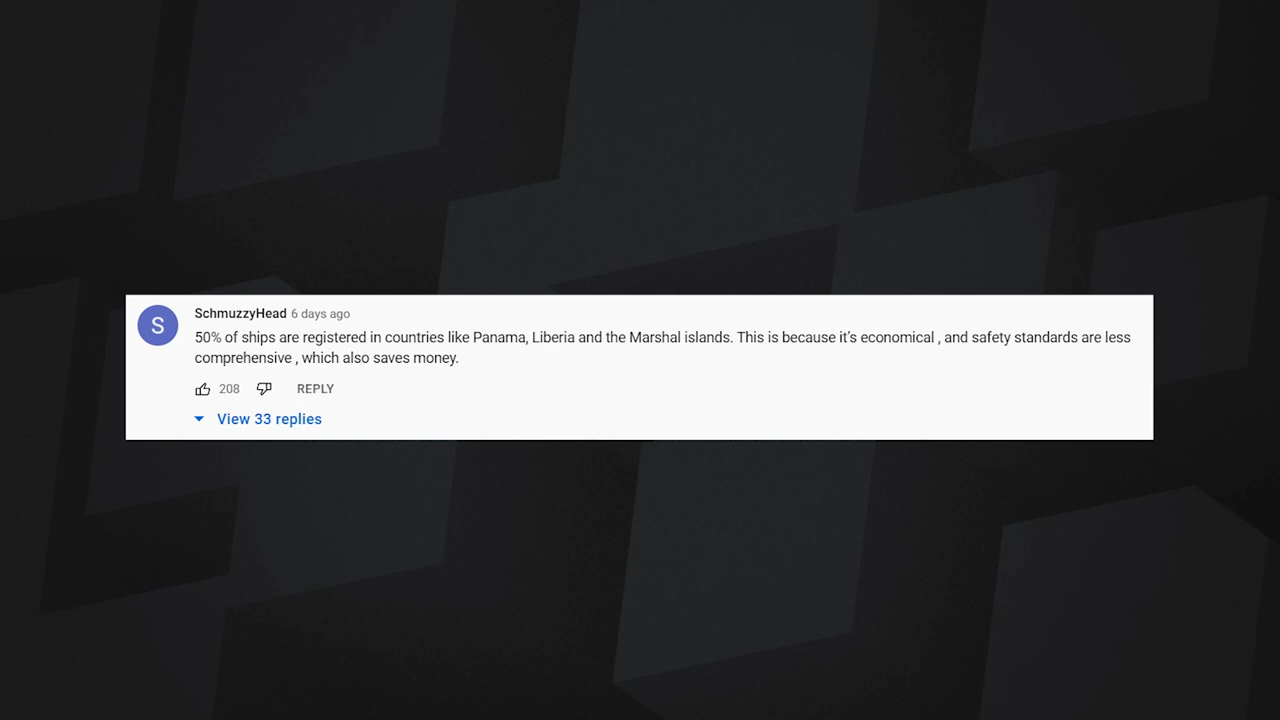 S
SchmuzzyHead 6 days ago
50% of ships are registered in countries like Panama, Liberia and the Marshal islands. This is because it’s economical , and safety standards are less
comprehensive , which also saves money.
208 REPLY
View 33 replies